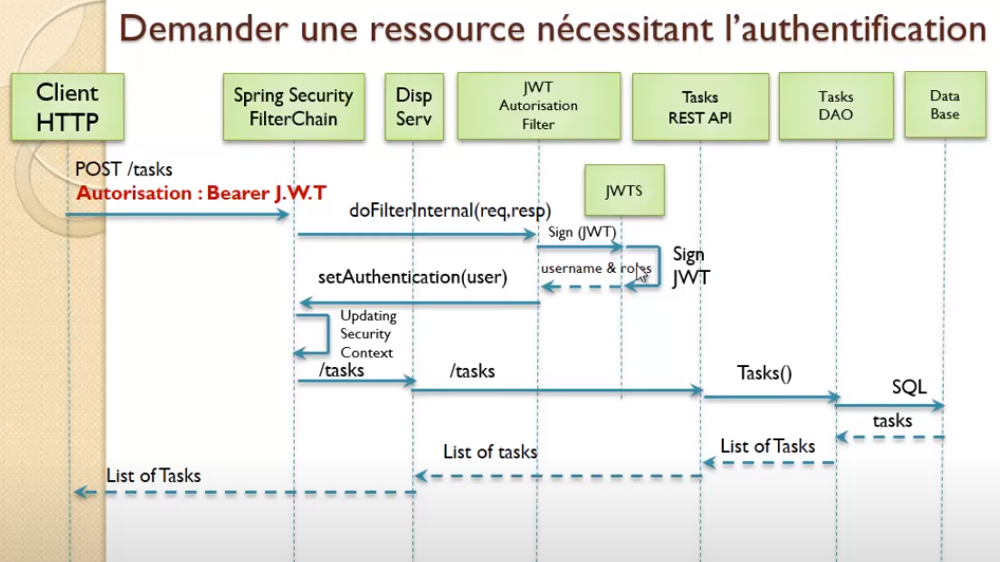 Demander une ressource nécessitant l'authentification
Client
HTTP
Spring Security
FilterChain
Disp
Serv
JWT
Autorisation
Filter
Tasks
REST API
Tasks
DAO
Data
Base
POST /tasks
Autorisation : Bearer J.W.T
JWTS
doFilterInternal(req,resp)
Sign (JWT)
Sign
JWT
username & roles
setAuthentication(user)
Updating
Security
Context
/tasks
/tasks
Tasks()
SQL
tasks
List of Tasks
List of tasks
List of Tasks